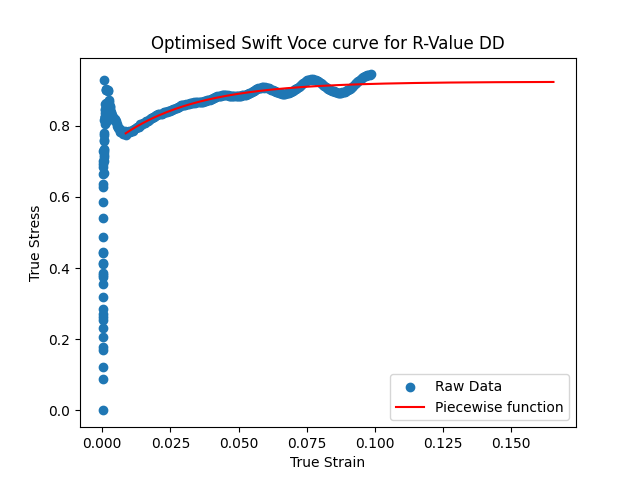 Optimised Swift Voce curve for R-Value DD
True Stress
0.8
0.6
0.4
0.2
0.0
0.000
0.025
0.050
0.075
0.100
0.125
0.150
True Strain
Raw Data
Piecewise function